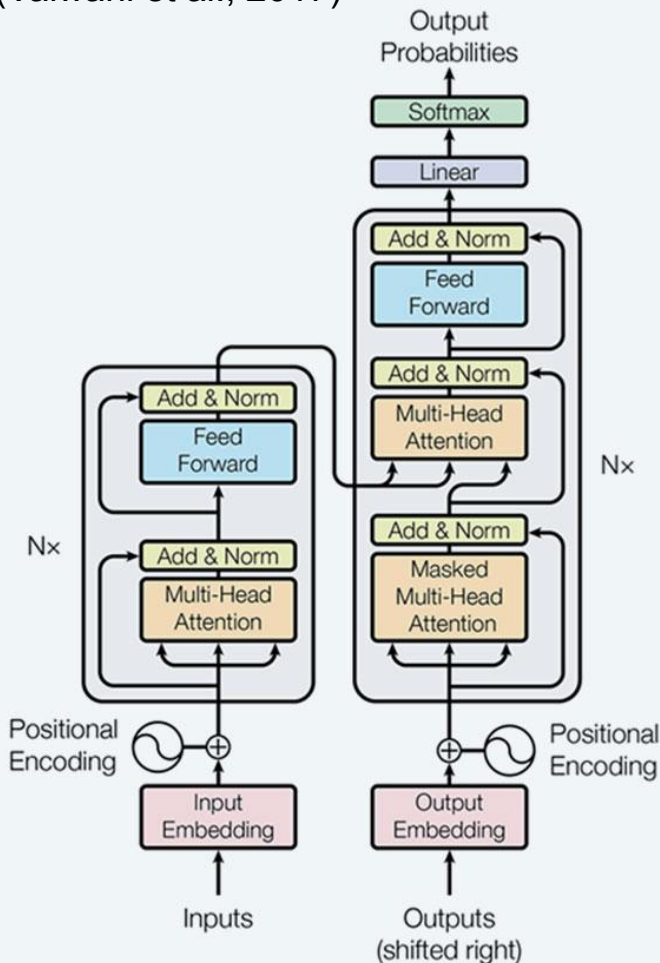 Output
Probabilities
Softmax
Linear
Add & Norm
Feed
Forward
Add & Norm
Multi-Head
Attention
Add & Norm
Masked
Multi-Head
Attention
Nx
Add & Norm
Feed
Forward
Add & Norm
Multi-Head
Attention
Nx
Positional
Encoding
Positional
Encoding
Input
Embedding
Output
Embedding
Inputs
Outputs
(shifted right)